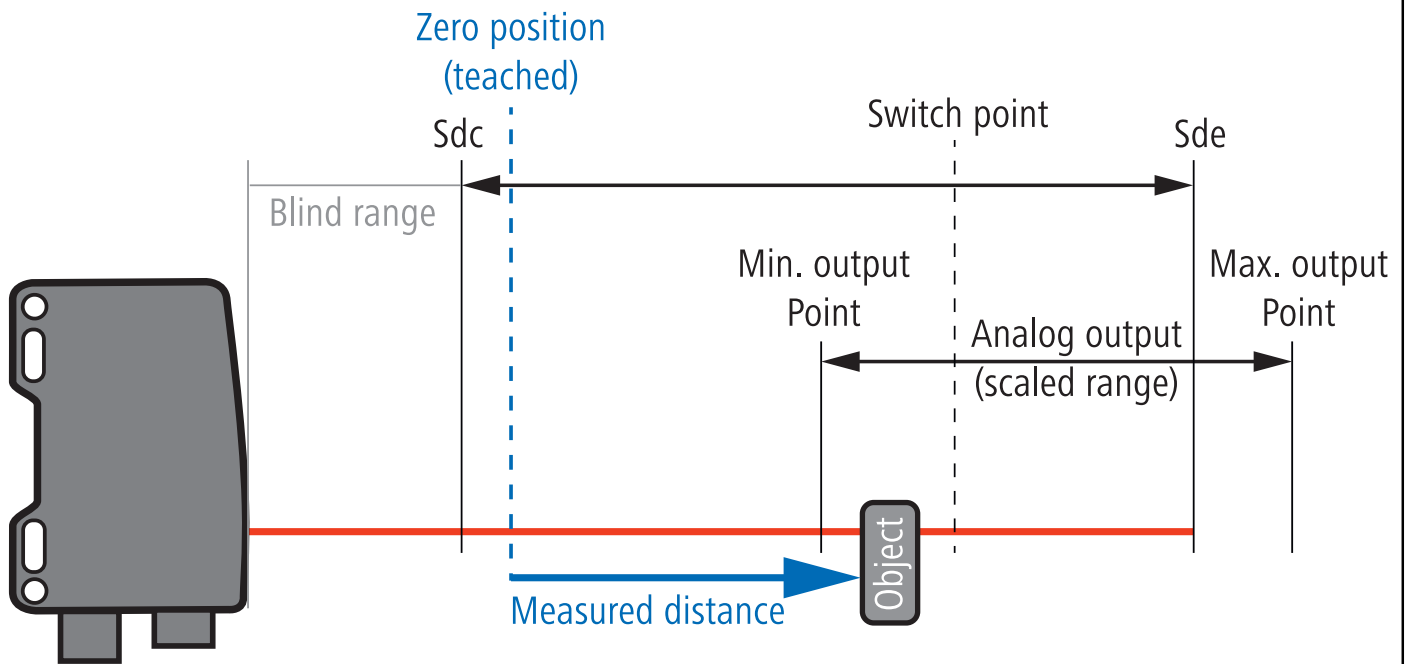 Zero position
(teached)
Sdc
Switch point
Sde
Blind range
Min. output
Point
Max. output
Point
Analog output
(scaled range)
Object
Measured distance